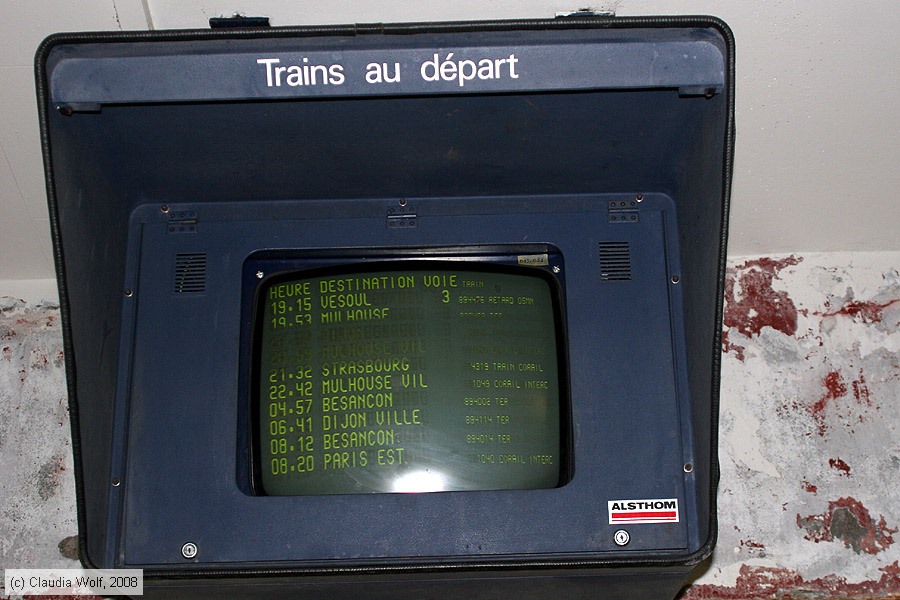 Trains au départ
HEURE DESTINATION VOIE TRAIN
19.15 VESOUL 3 894476 RETARD 05MN
19.53 MULHOUSE
21.32 STRASBOURG 4319 TRAIN CORAIL
22.42 MULHOUSE VIL 1049 CORAIL INTERC
04.57 BESANCON 894002 TER
06.41 DIJON VILLE 894114 TER
08.12 BESANCON 894014 TER
08.20 PARIS EST 1040 CORAIL INTERC
ALSTHOM
(c) Claudia Wolf, 2008